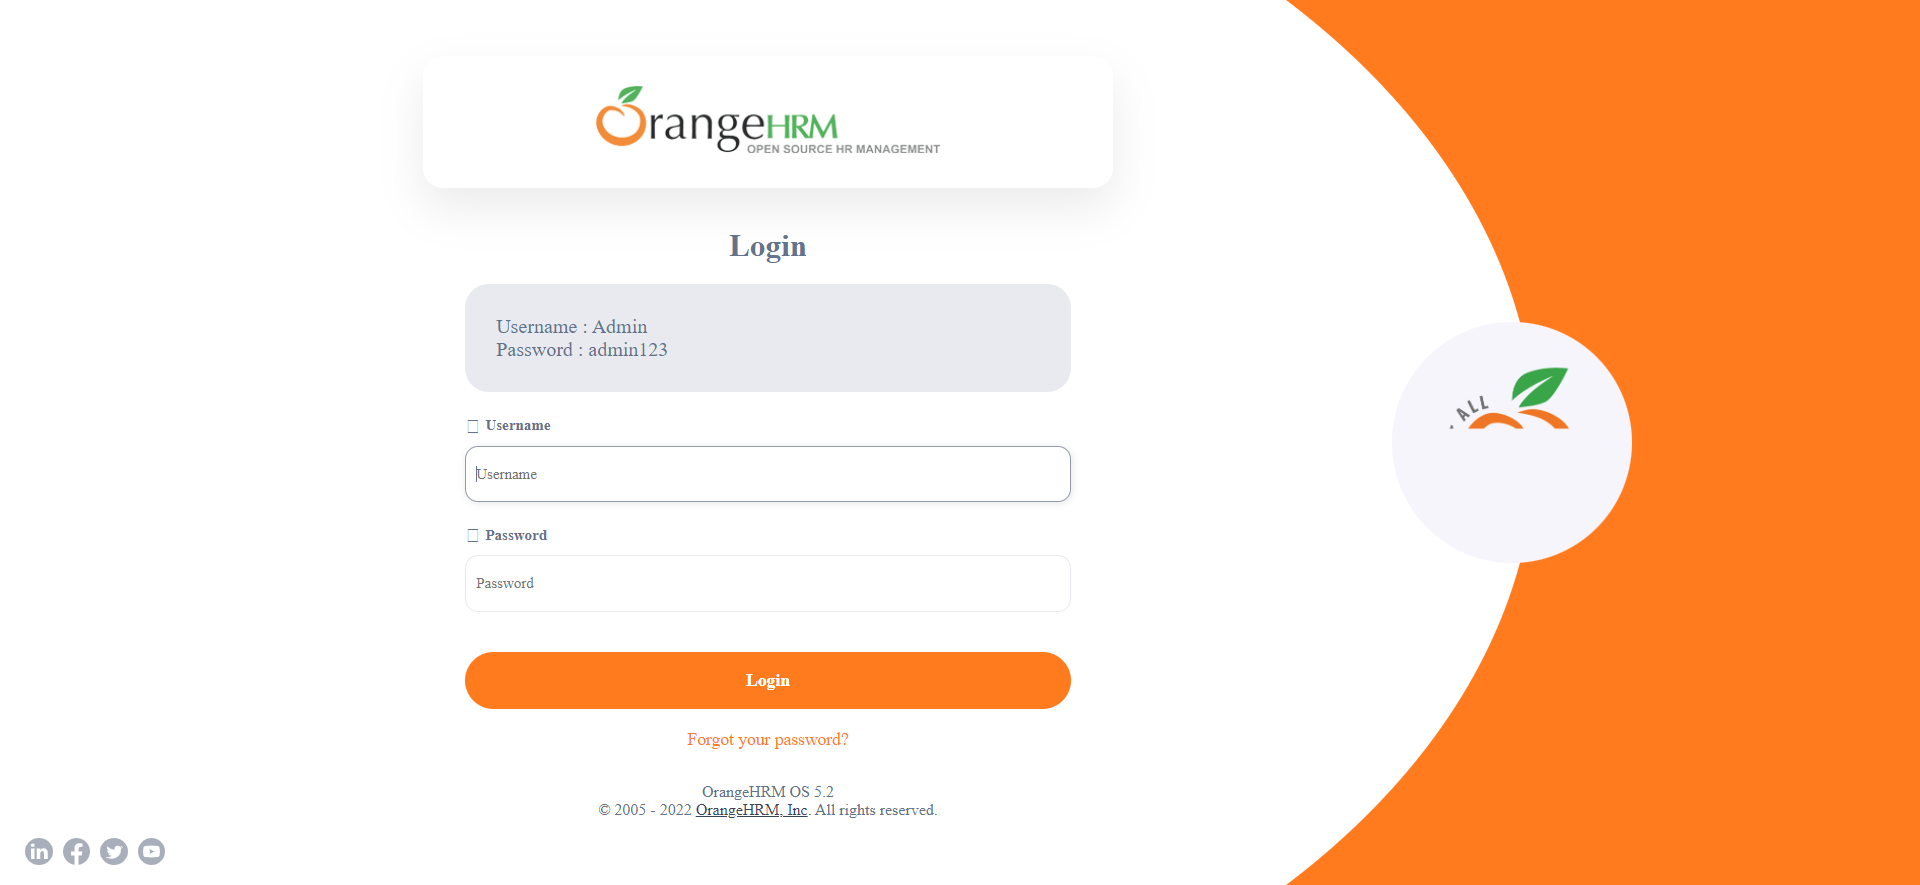 OrangeHRM
OPEN SOURCE HR MANAGEMENT
Login
Username : Admin
Password : admin123
Username
Username
Password
Password
Login
Forgot your password?
OrangeHRM OS 5.2
© 2005 - 2022 OrangeHRM, Inc. All rights reserved.
ALL